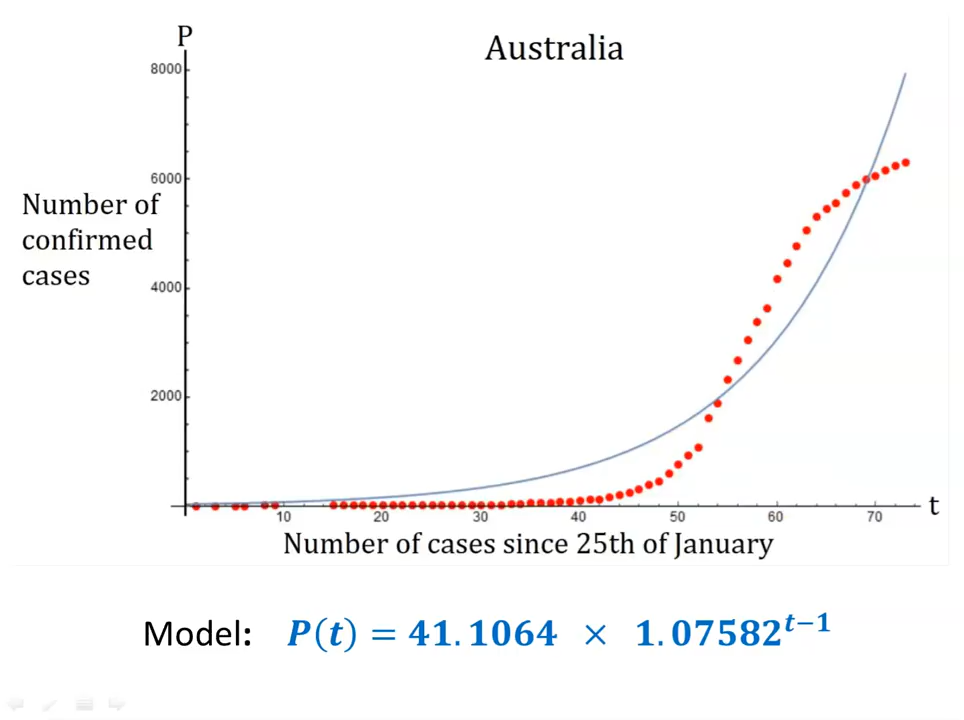 P
Australia
8000
6000
Number of
confirmed
cases
4000
2000
10 20 30 40 50 60 70 t
Number of cases since 25th of January
Model: P(t) = 41.1064 × 1.07582^{t−1}